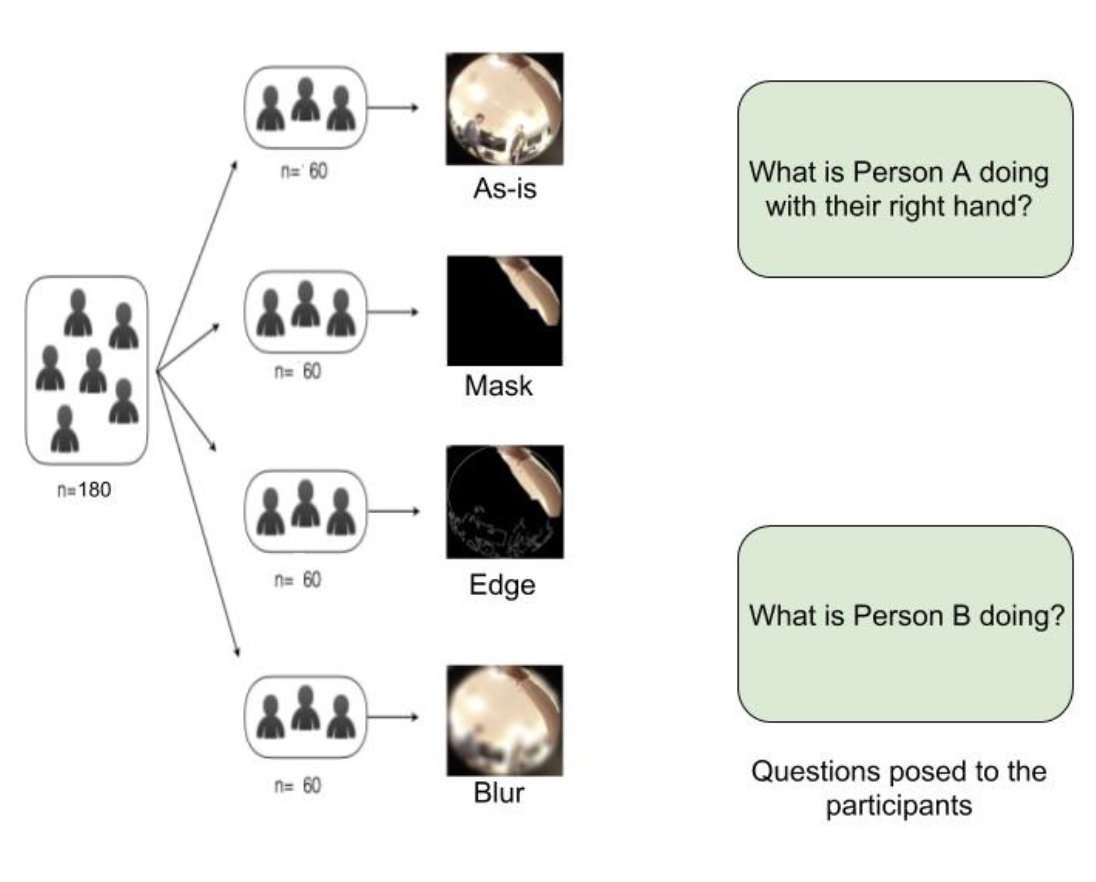 n= 60
As-is
What is Person A doing
with their right hand?
n= 60
Mask
n=180
n= 60
Edge
What is Person B doing?
n= 60
Blur
Questions posed to the
participants